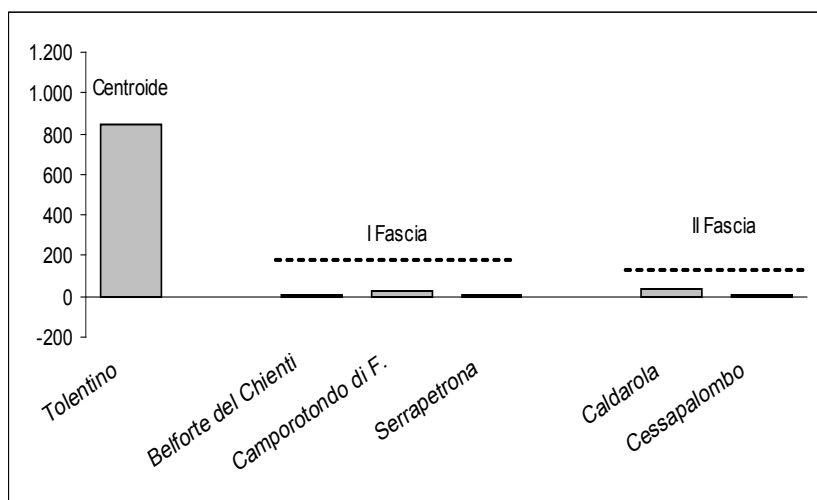 1.200
Centroide
1.000
800
600
400
I Fascia
II Fascia
200
0
-200
Tolentino
Belforte del Chienti
Camporotondo di F.
Serrapetrona
Caldarola
Cessapalombo